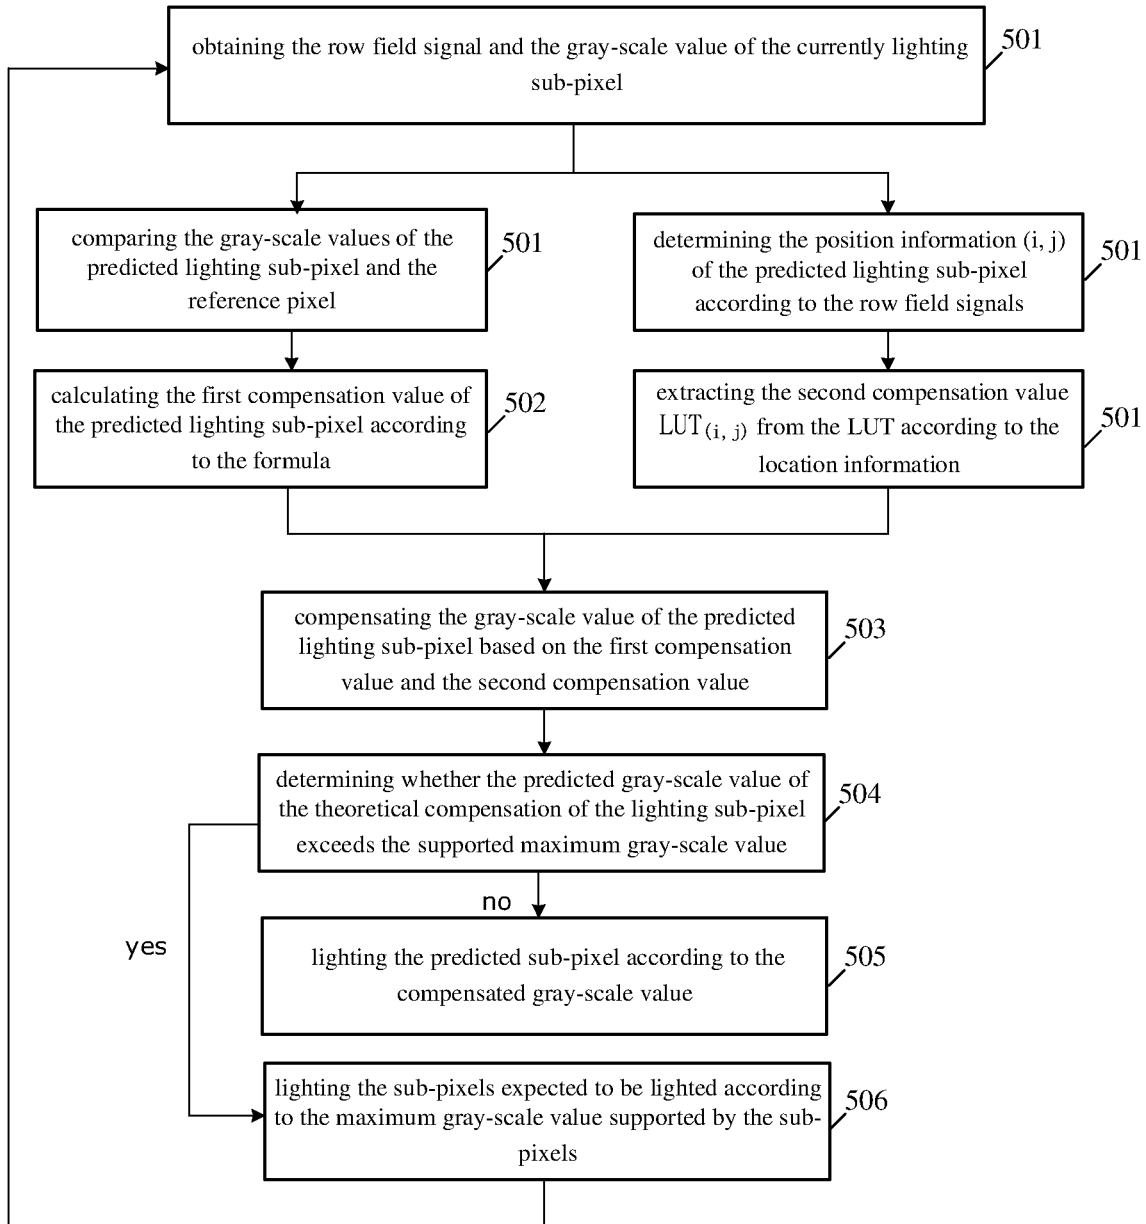 obtaining the row field signal and the gray-scale value of the currently lighting
sub-pixel
501
comparing the gray-scale values of the
predicted lighting sub-pixel and the
reference pixel
501
determining the position information (i, j)
of the predicted lighting sub-pixel
according to the row field signals
501
calculating the first compensation value of
the predicted lighting sub-pixel according
to the formula
502
extracting the second compensation value
LUT(i, j) from the LUT according to the
location information
501
compensating the gray-scale value of the predicted
lighting sub-pixel based on the first compensation
value and the second compensation value
503
determining whether the predicted gray-scale value of
the theoretical compensation of the lighting sub-pixel
exceeds the supported maximum gray-scale value
504
no
yes
lighting the predicted sub-pixel according to the
compensated gray-scale value
505
lighting the sub-pixels expected to be lighted according
to the maximum gray-scale value supported by the sub-
pixels
506